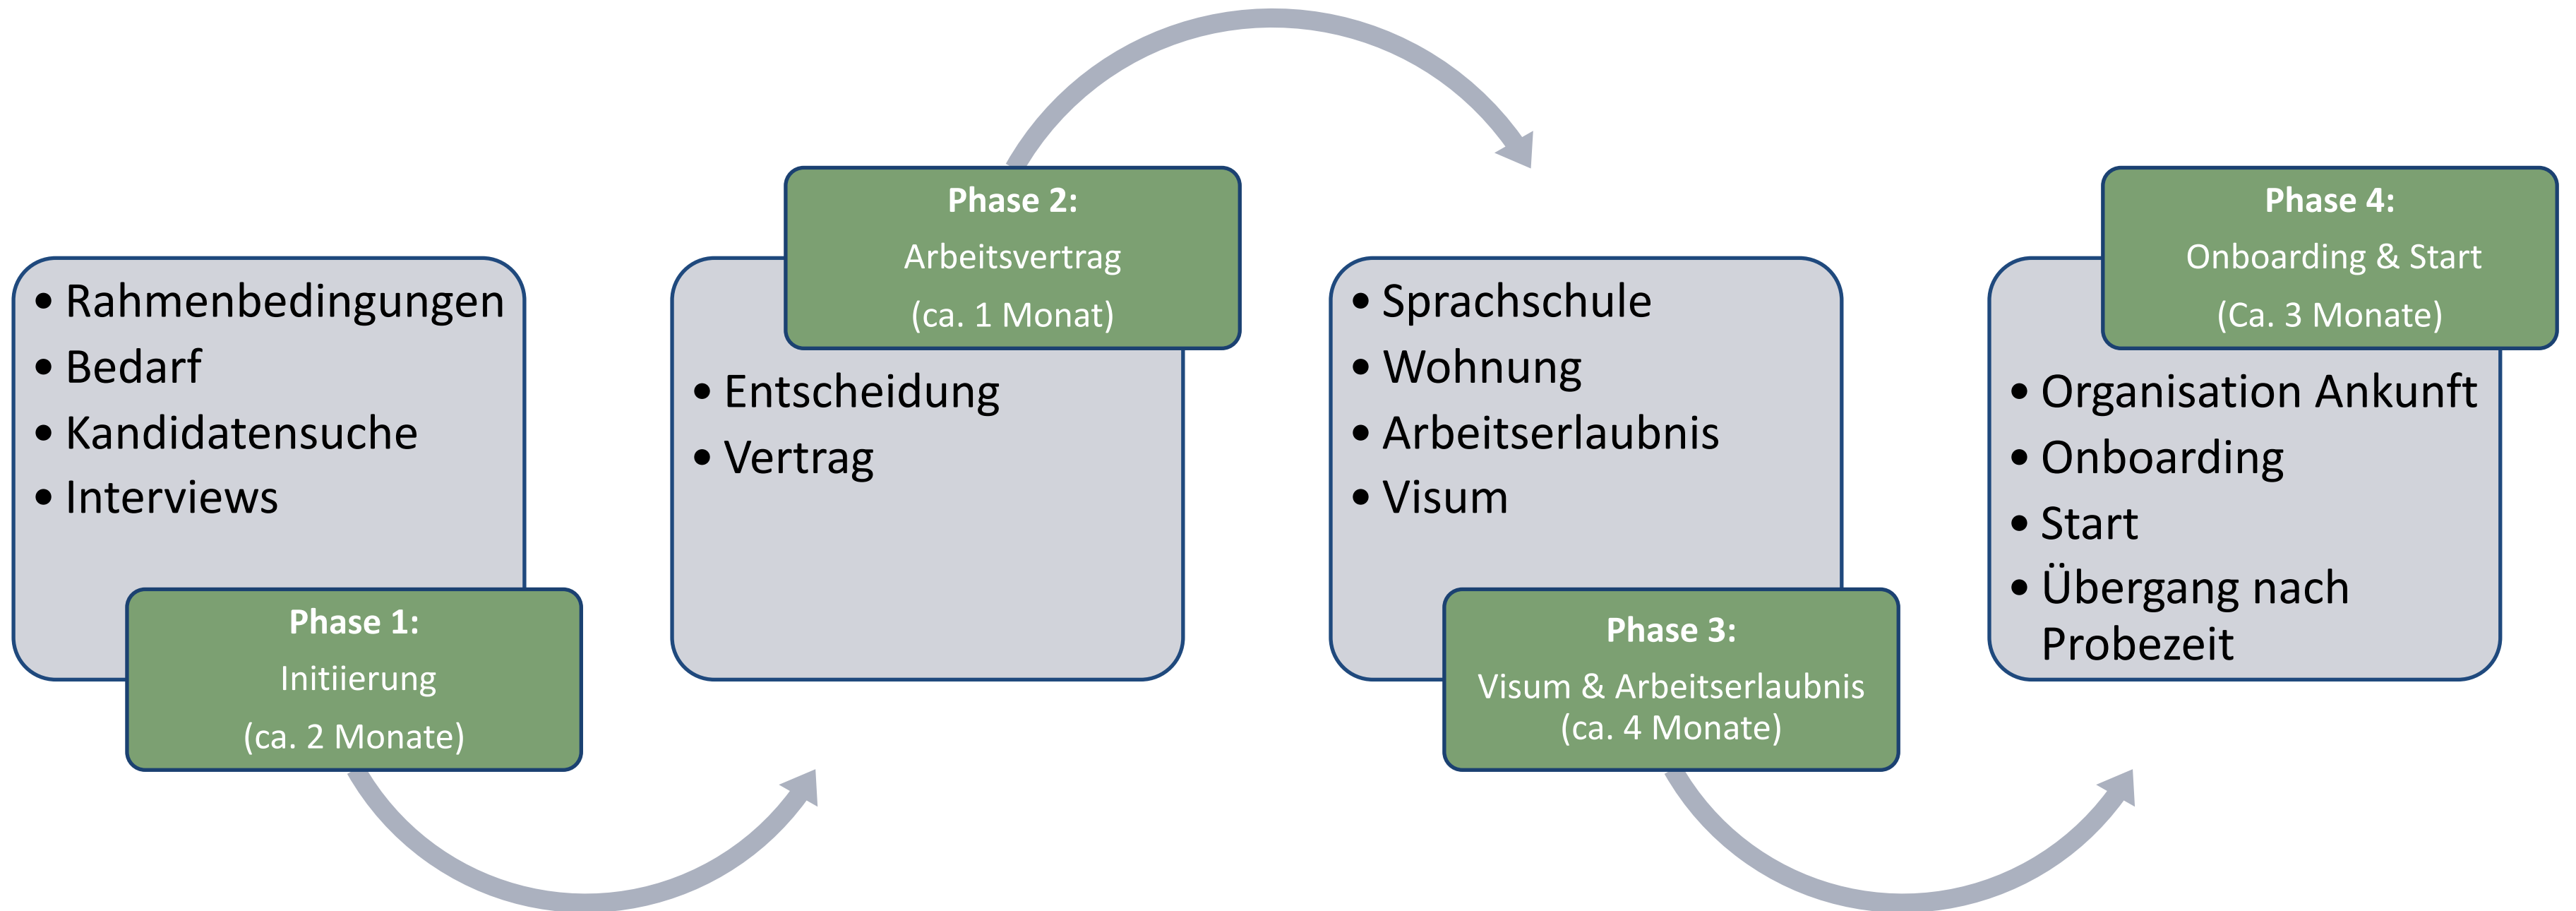 • Rahmenbedingungen
• Bedarf
• Kandidatensuche
• Interviews
Phase 1:
Initiierung
(ca. 2 Monate)
Phase 2:
Arbeitsvertrag
(ca. 1 Monat)
• Entscheidung
• Vertrag
• Sprachschule
• Wohnung
• Arbeitserlaubnis
• Visum
Phase 3:
Visum & Arbeitserlaubnis
(ca. 4 Monate)
Phase 4:
Onboarding & Start
(Ca. 3 Monate)
• Organisation Ankunft
• Onboarding
• Start
• Übergang nach
Probezeit